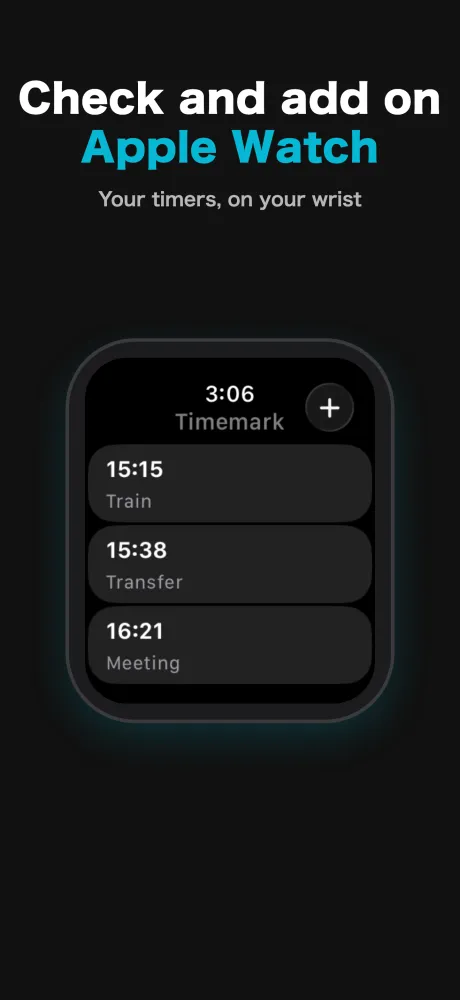 Check and add on
Apple Watch
Your timers, on your wrist
3:06
Timemark
+
15:15
Train
15:38
Transfer
16:21
Meeting